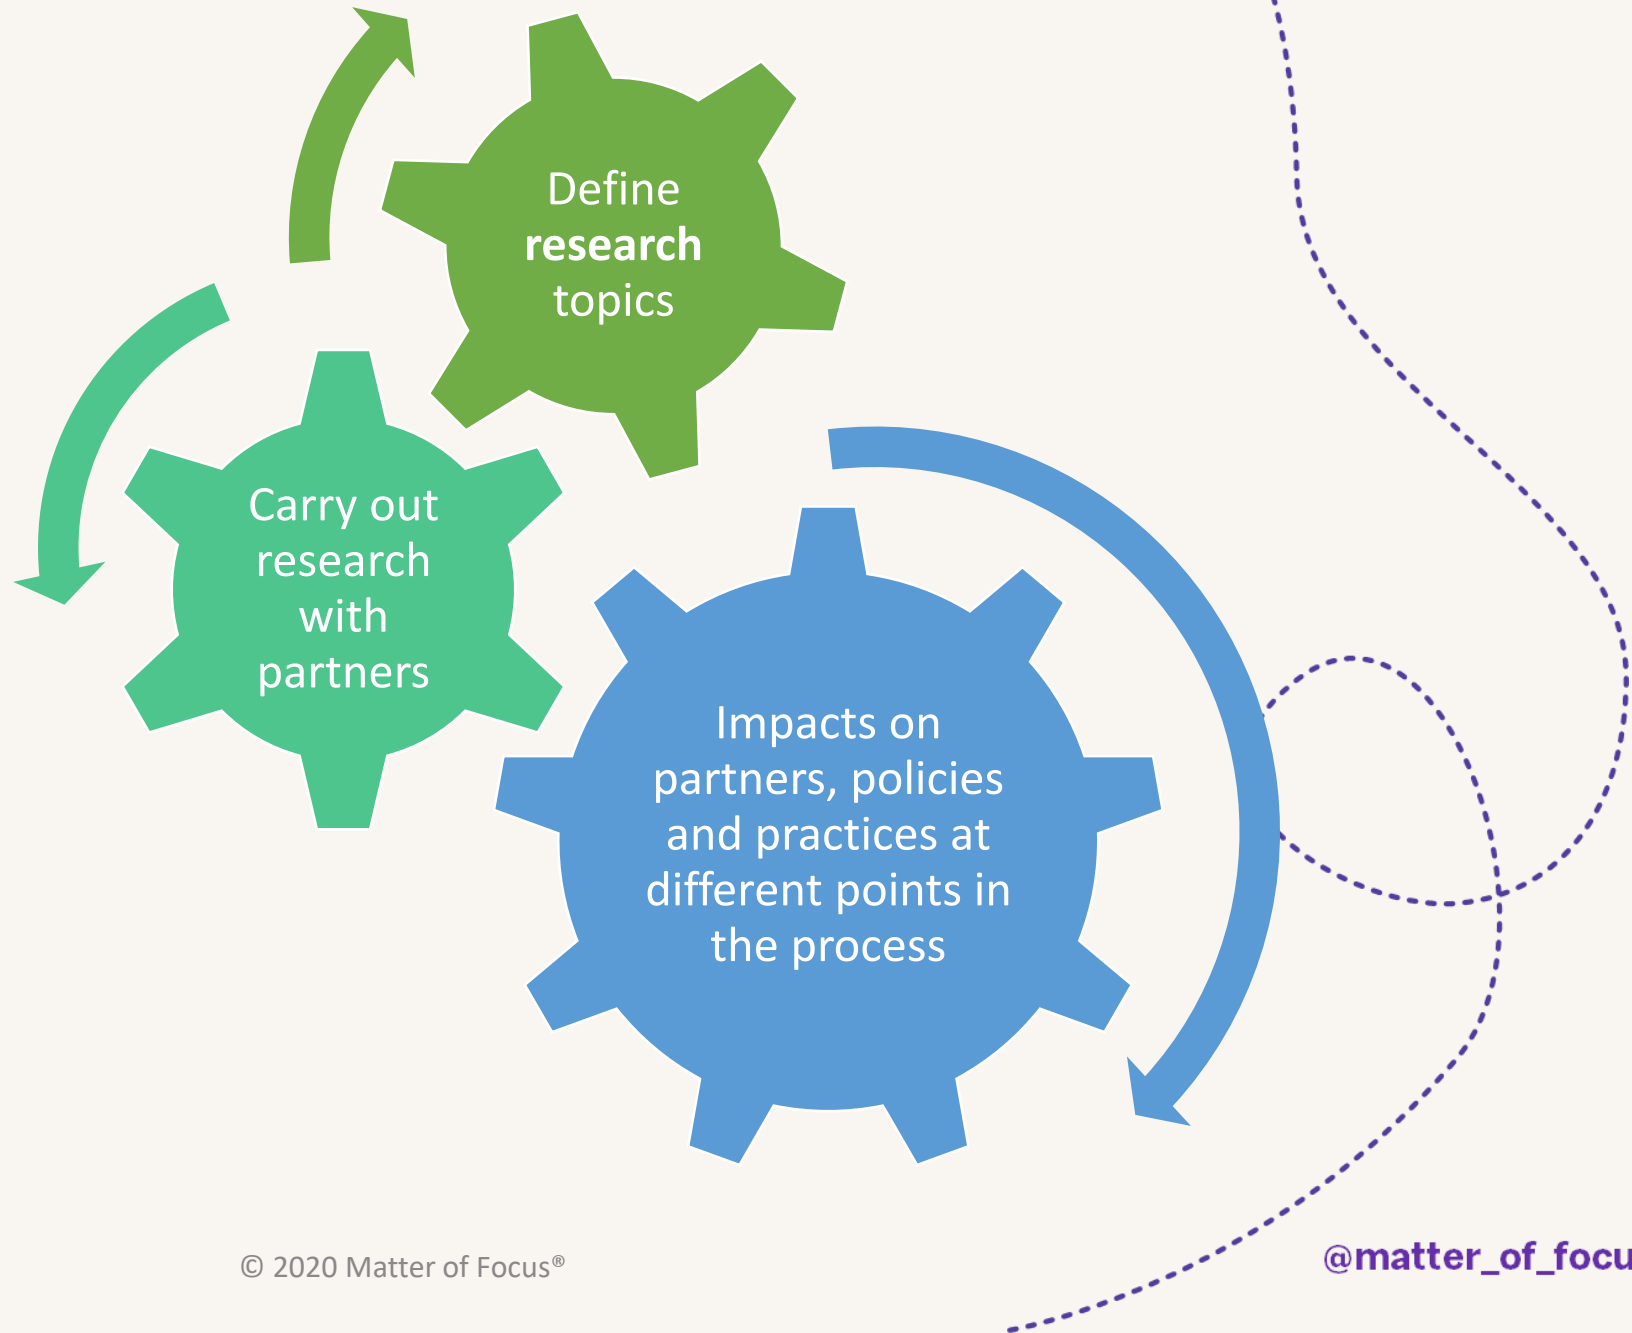 Define
research
topics
Carry out
research
with
partners
Impacts on
partners, policies
and practices at
different points in
the process
© 2020 Matter of Focus®
@matter_of_focu